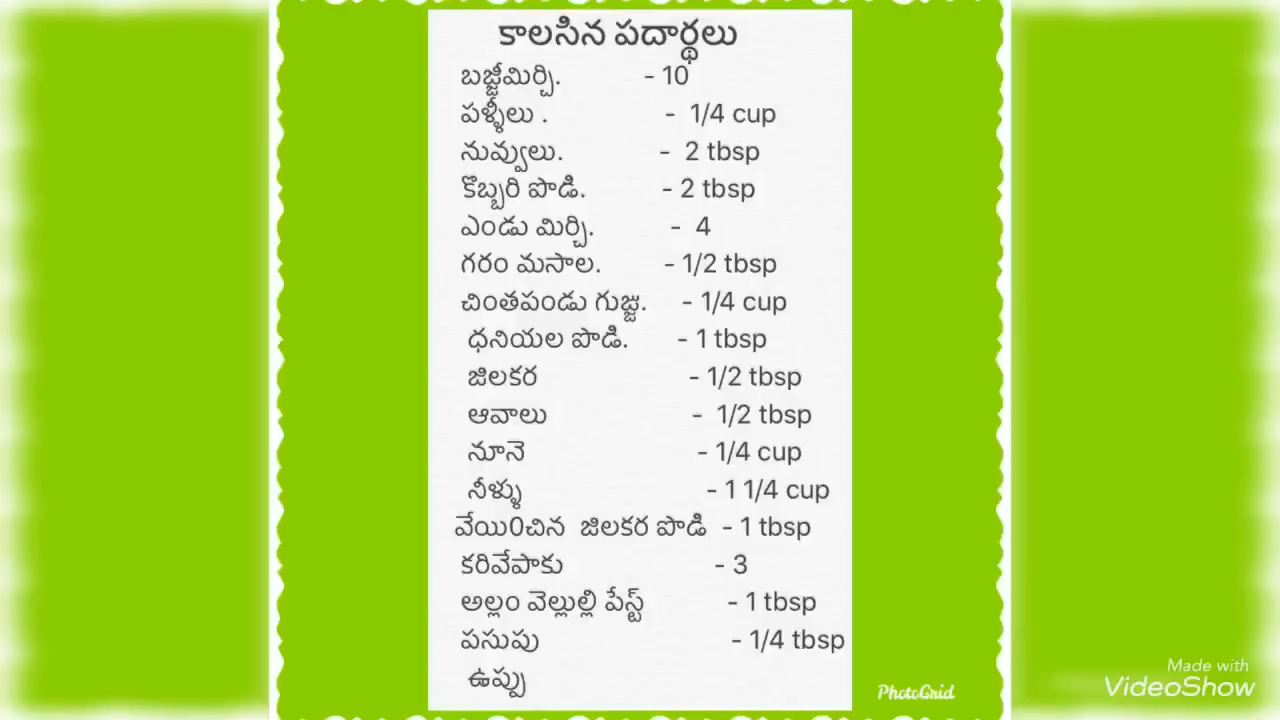 కాలసిన పదార్థలు
బజ్జీమిర్చి. - 10
పళ్ళీలు . - 1/4 cup
నువ్వులు. - 2 tbsp
కొబ్బరి పొడి. - 2 tbsp
ఎండు మిర్చి. - 4
గరం మసాల. - 1/2 tbsp
చింతపండు గుజ్జు. - 1/4 cup
ధనియల పొడి. - 1 tbsp
జిలకర - 1/2 tbsp
ఆవాలు - 1/2 tbsp
నూనె - 1/4 cup
నీళ్ళు - 1 1/4 cup
వేయి0చిన జిలకర పొడి - 1 tbsp
కరివేపాకు - 3
అల్లం వెల్లుల్లి పేస్ట్ - 1 tbsp
పసుపు - 1/4 tbsp
ఉప్పు
PhotoGrid
Made with
VideoShow